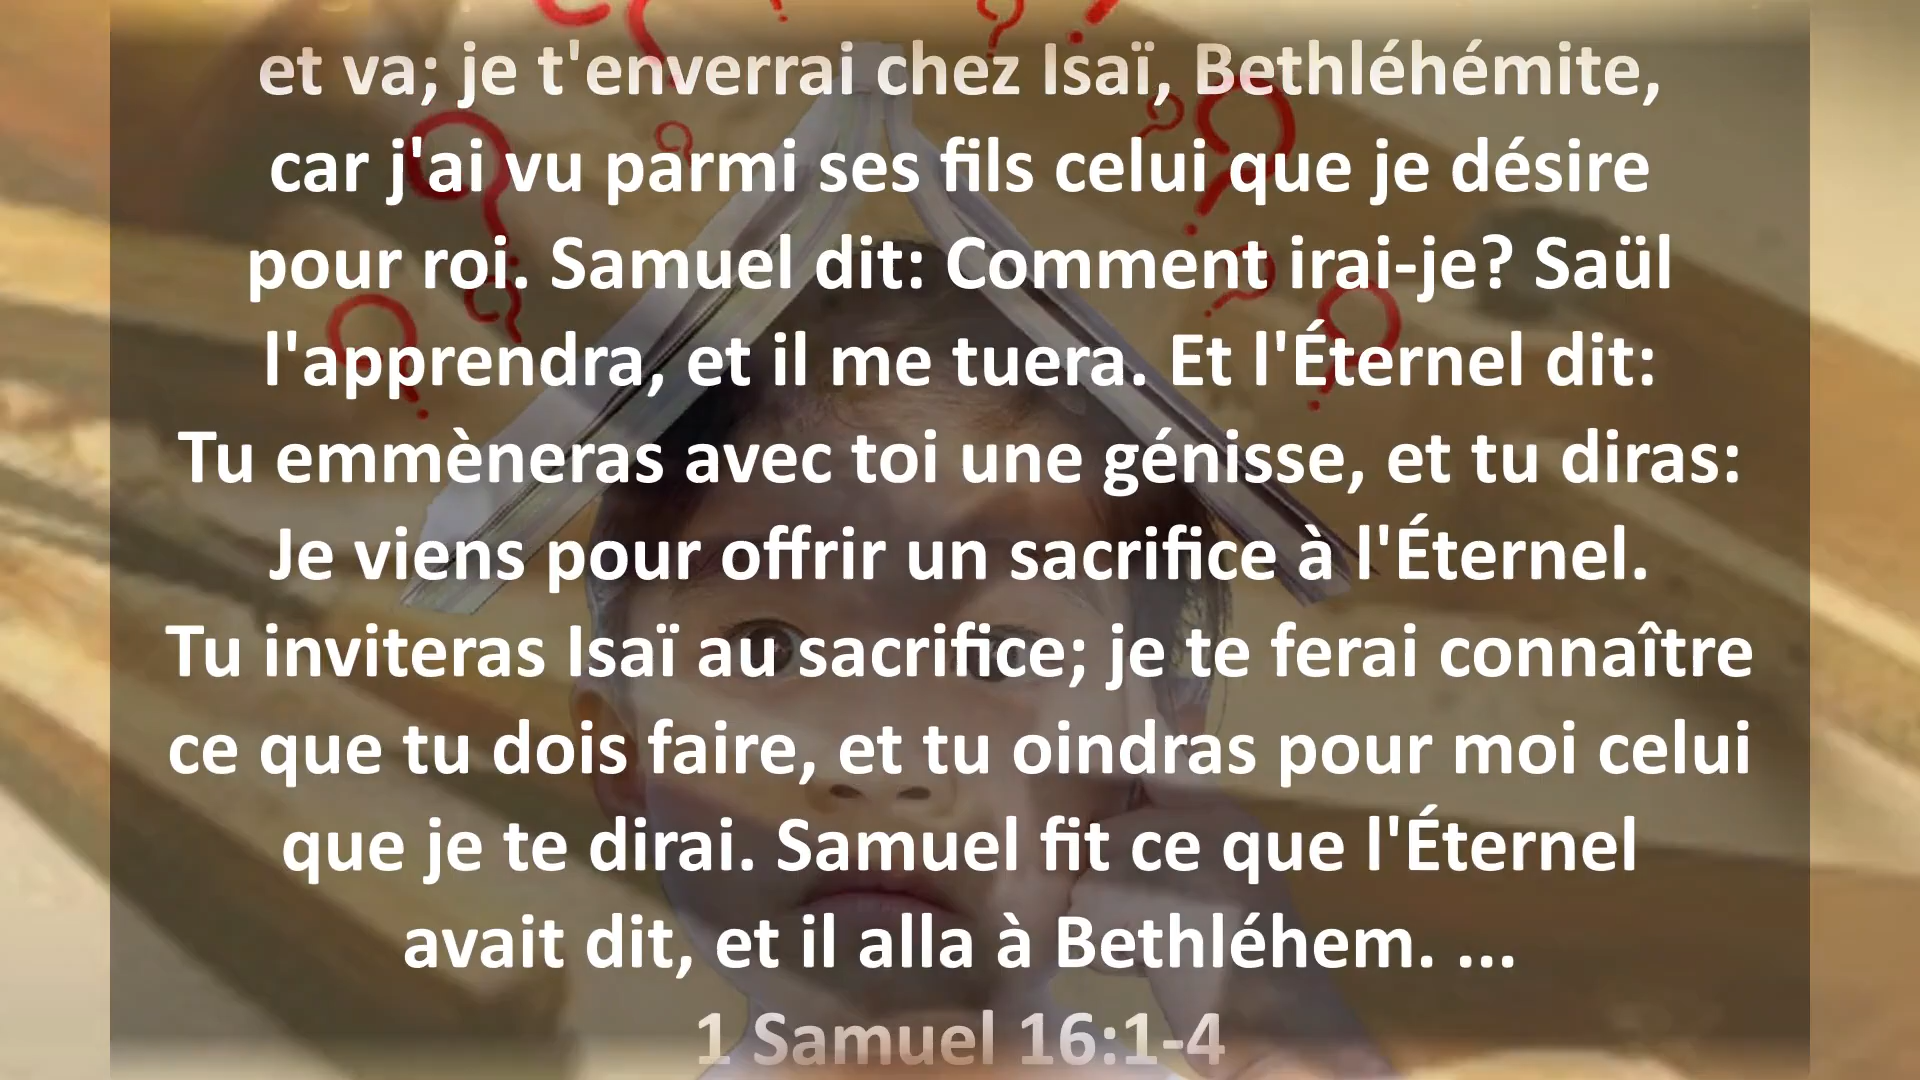 et va; je t'enverrai chez Isaï, Bethléhémite,
car j'ai vu parmi ses fils celui que je désire
pour roi. Samuel dit: Comment irai-je? Saül
l'apprendra, et il me tuera. Et l'Éternel dit:
Tu emmèneras avec toi une génisse, et tu diras:
Je viens pour offrir un sacrifice à l'Éternel.
Tu inviteras Isaï au sacrifice; je te ferai connaître
ce que tu dois faire, et tu oindras pour moi celui
que je te dirai. Samuel fit ce que l'Éternel
avait dit, et il alla à Bethléhem. ...
1 Samuel 16:1-4